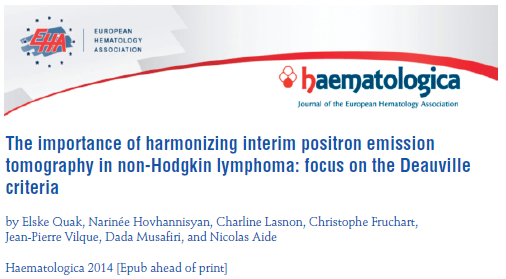 EHA
EUROPEAN
HEMATOLOGY
ASSOCIATION
haematologica
Journal of the European Hematology Association
The importance of harmonizing interim positron emission
tomography in non-Hodgkin lymphoma: focus on the Deauville
criteria
by Elske Quak, Narinée Hovhannisyan, Charline Lasnon, Christophe Fruchart,
Jean-Pierre Vilque, Dada Musafiri, and Nicolas Aide
Haematologica 2014 [Epub ahead of print]